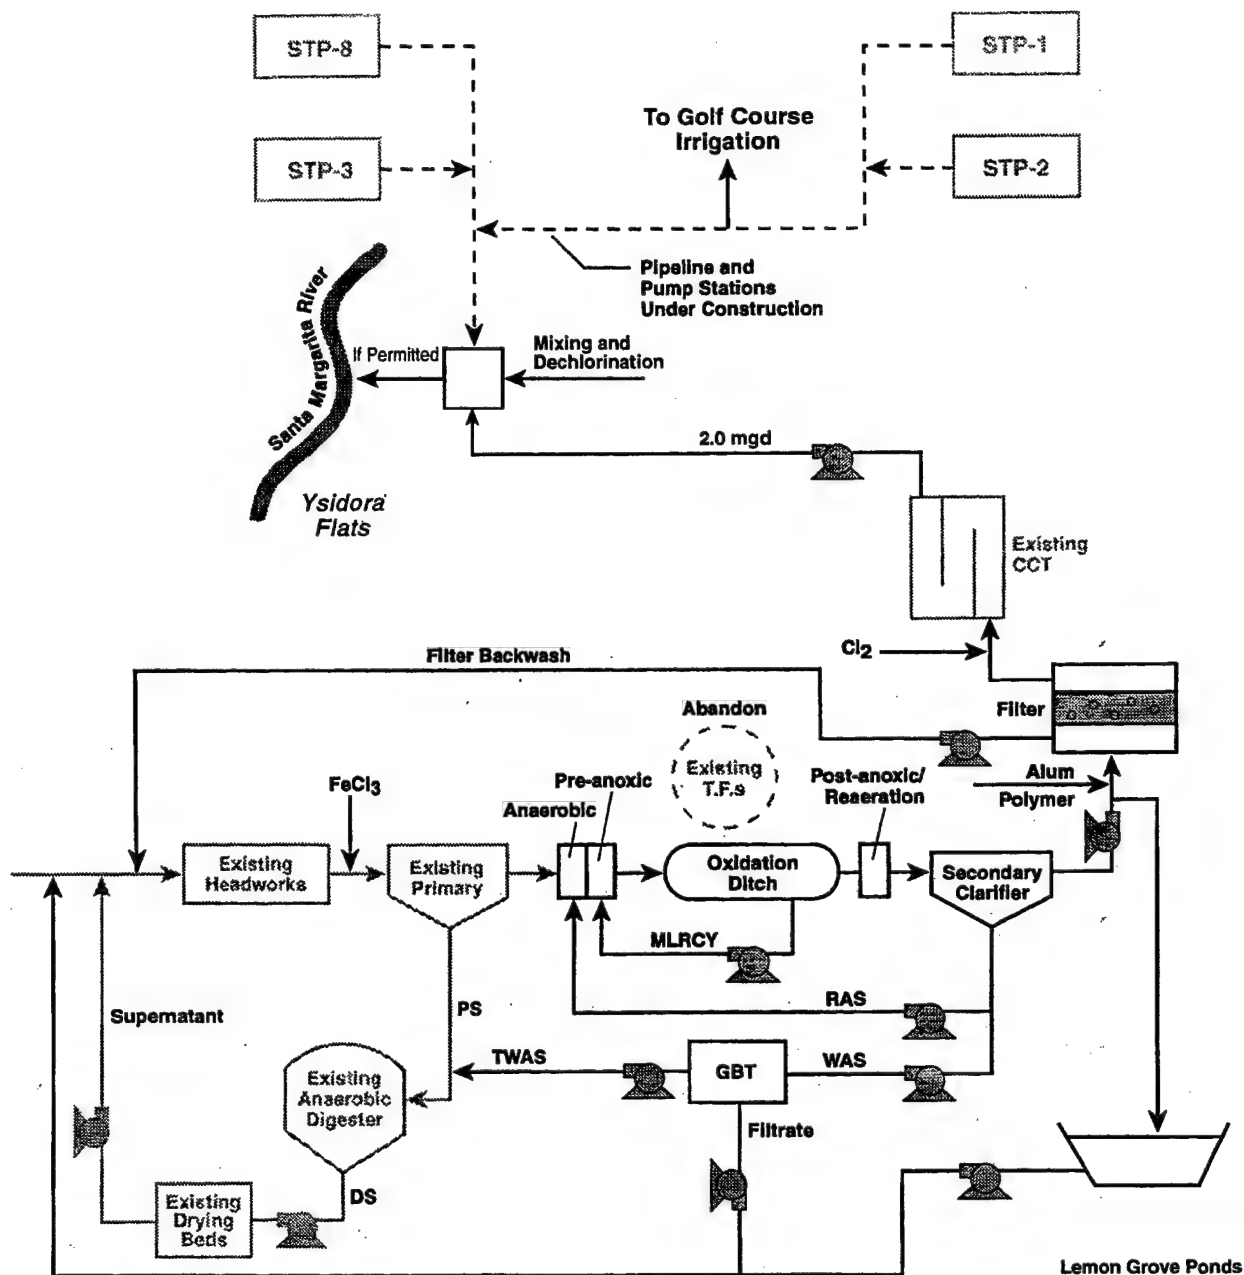 STP-8
STP-1
To Golf Course
Irrigation
STP-3
STP-2
Pipeline and
Pump Stations
Under Construction
Santa Margarita River
If Permitted
Mixing and
Dechlorination
2.0 mgd
Ysidora
Flats
Existing
CCT
Cl2
Filter Backwash
Filter
Abandon
Existing
T.F.s
FeCl3
Pre-anoxic
Anaerobic
Post-anoxic/
Reaeration
Alum
Polymer
Existing
Headworks
Existing
Primary
Oxidation
Ditch
Secondary
Clarifier
MLRCY
RAS
PS
Supernatant
TWAS
GBT
WAS
Existing
Anaerobic
Digester
Filtrate
DS
Existing
Drying
Beds
Lemon Grove Ponds